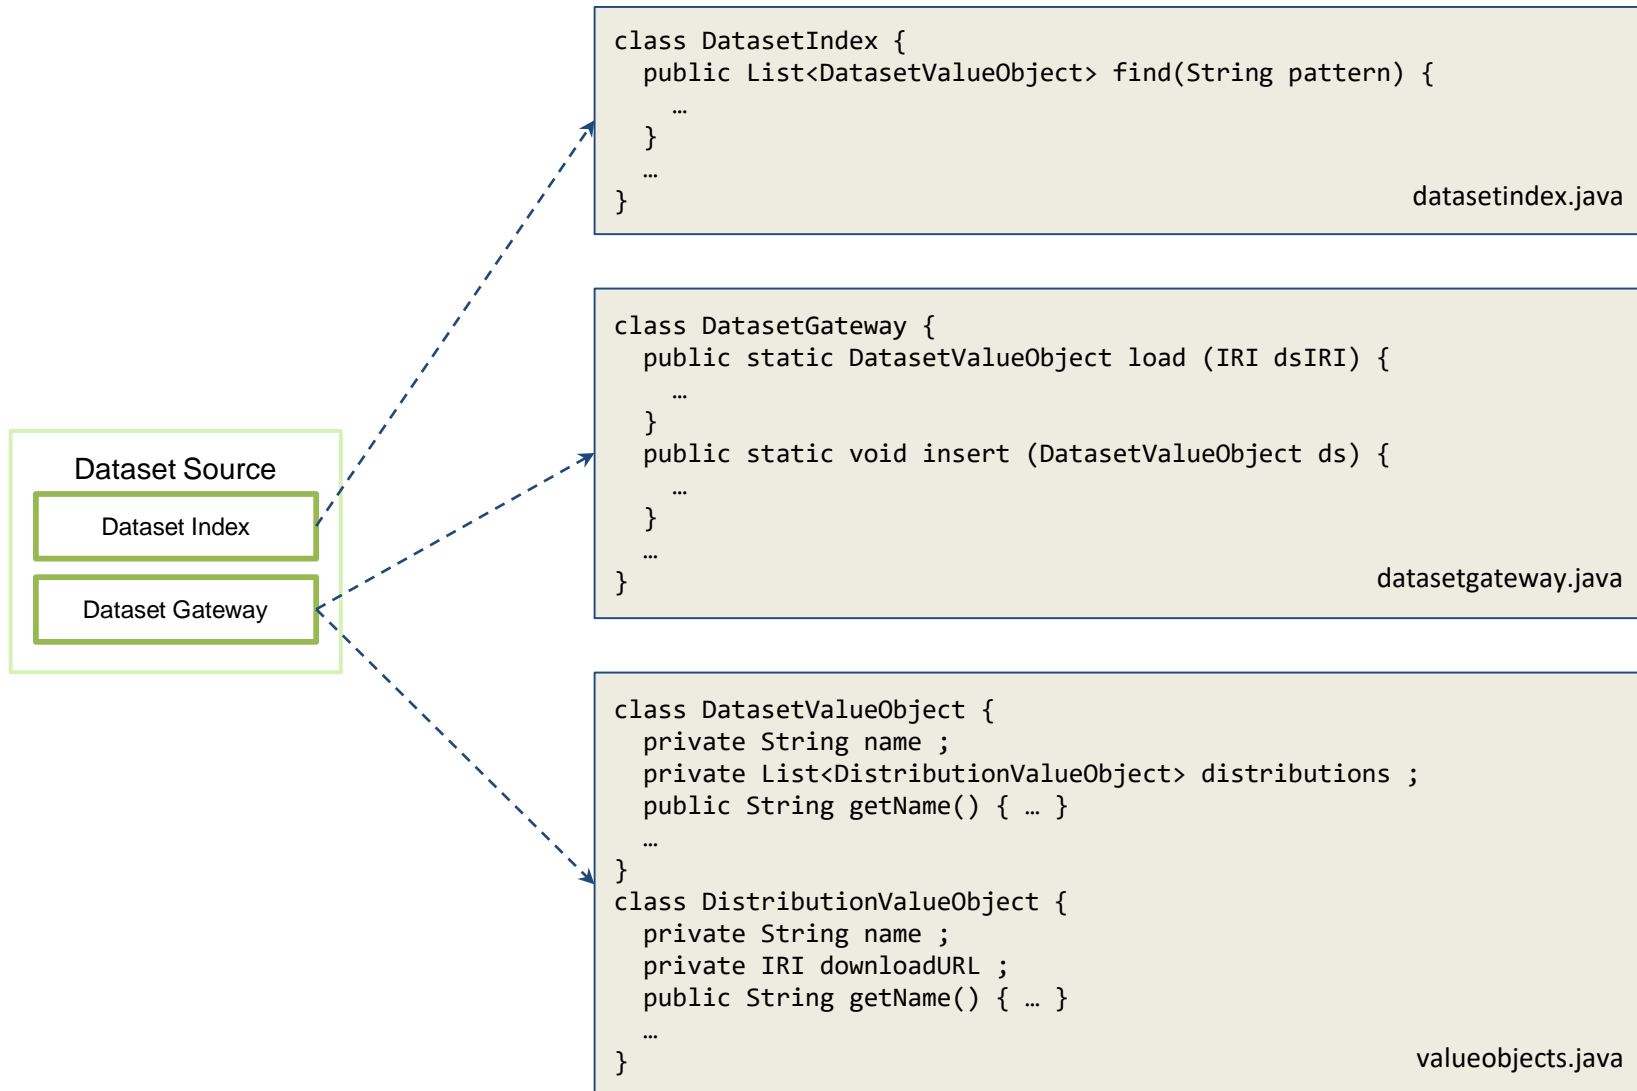 Dataset Source
Dataset Index
Dataset Gateway
class DatasetIndex {
  public List<DatasetValueObject> find(String pattern) {
    …
  }
  …
}
datasetindex.java
class DatasetGateway {
  public static DatasetValueObject load (IRI dsIRI) {
    …
  }
  public static void insert (DatasetValueObject ds) {
    …
  }
  …
}
datasetgateway.java
class DatasetValueObject {
  private String name ;
  private List<DistributionValueObject> distributions ;
  public String getName() { … }
  …
}
class DistributionValueObject {
  private String name ;
  private IRI downloadURL ;
  public String getName() { … }
  …
}
valueobjects.java